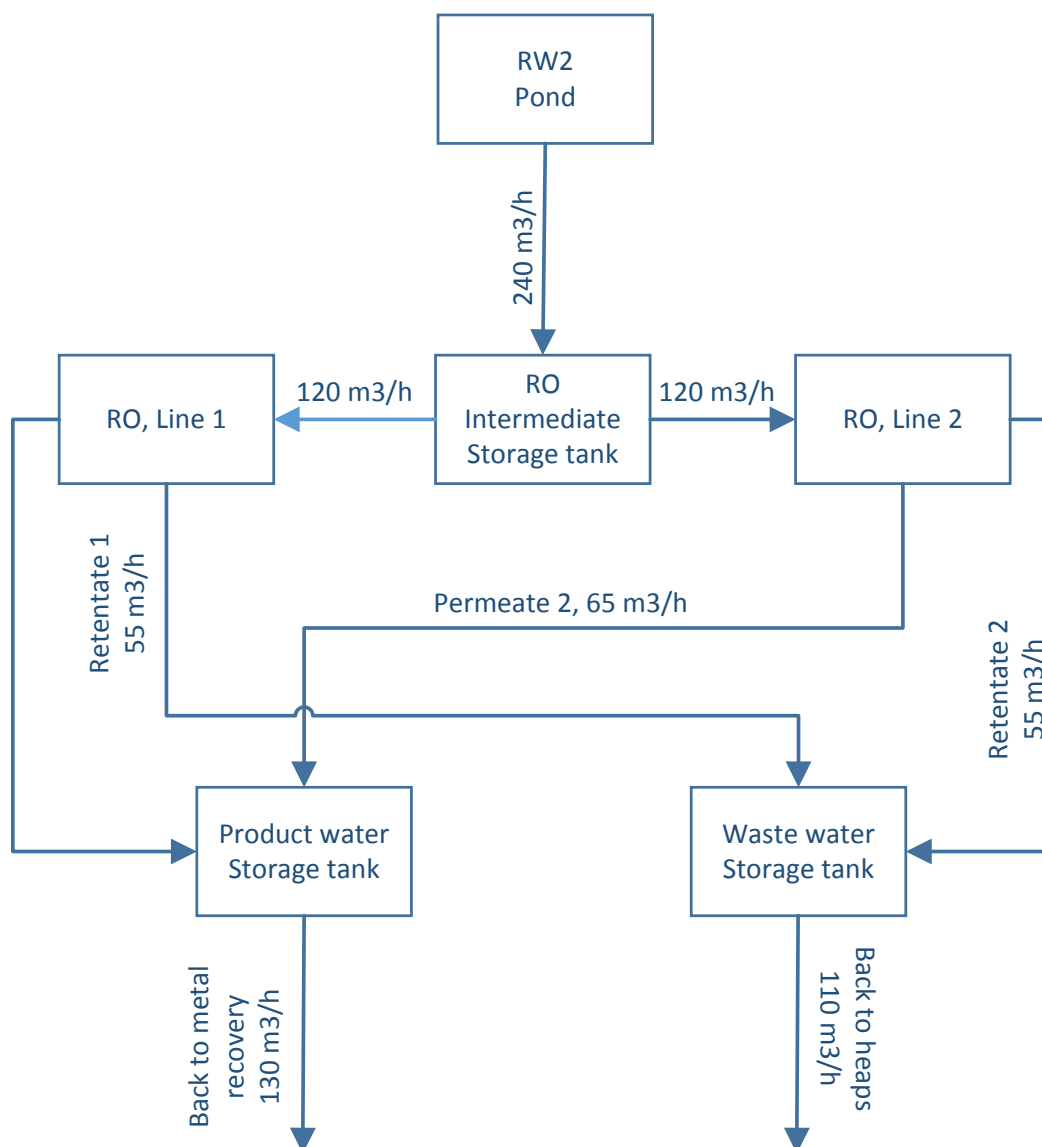 RW2
Pond
240 m3/h
RO, Line 1
120 m3/h
RO
Intermediate
Storage tank
120 m3/h
RO, Line 2
Retentate 1
55 m3/h
Permeate 2, 65 m3/h
Retentate 2
55 m3/h
Product water
Storage tank
Waste water
Storage tank
Back to metal
recovery
130 m3/h
Back to heaps
110 m3/h